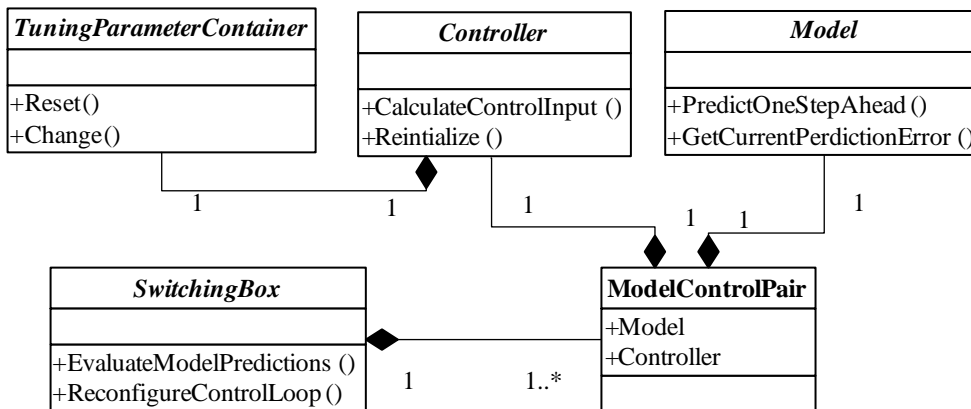 TuningParameterContainer
+Reset()
+Change()
Controller
+CalculateControlInput ()
+Reintialize ()
Model
+PredictOneStepAhead()
+GetCurrentPerdictionError ()
1
1
1
1
1
1
SwitchingBox
+EvaluateModelPredictions ()
+ReconfigureControlLoop()
1
1..*
ModelControlPair
+Model
+Controller